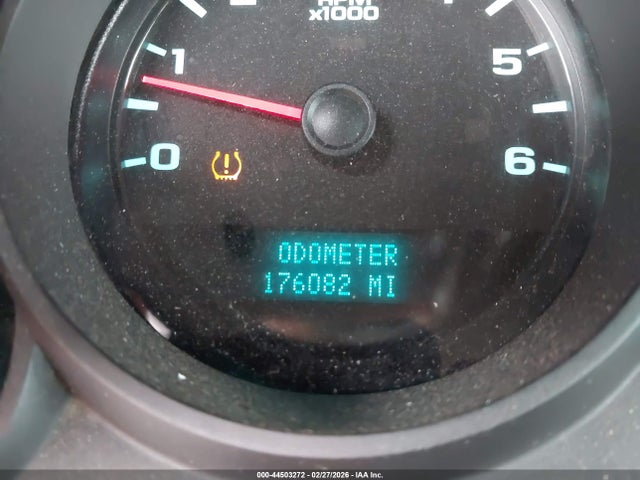 RPM
x1000
1
5
0
6
ODOMETER
176082 MI
000-44503272 - 02/27/2026 - IAA Inc.